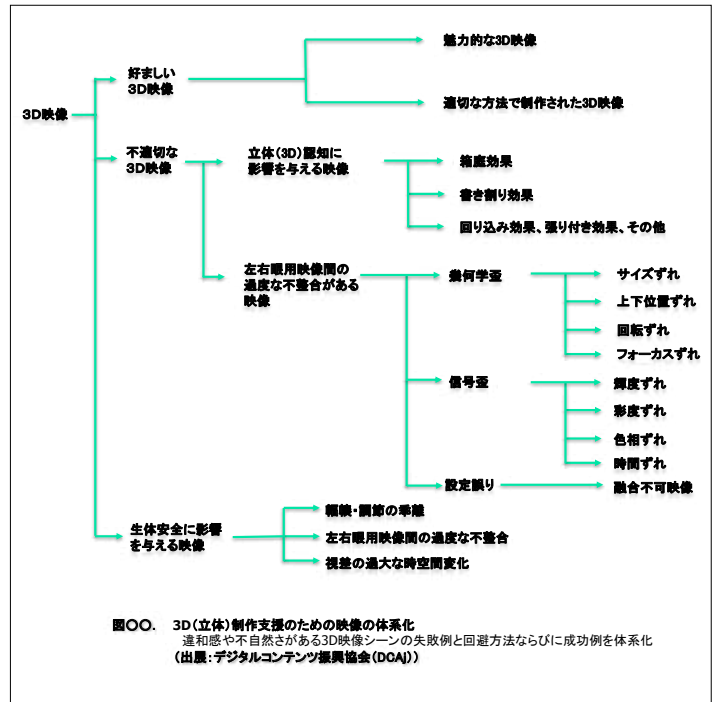 3D映像
好ましい
3D映像
魅力的な3D映像
適切な方法で制作された3D映像
不適切な
3D映像
立体(3D)認知に
影響を与える映像
箱庭効果
書き割り効果
回り込み効果、張り付き効果、その他
左右眼用映像間の
過度な不整合がある
映像
幾何学歪
サイズずれ
上下位置ずれ
回転ずれ
フォーカスずれ
信号歪
輝度ずれ
彩度ずれ
色相ずれ
時間ずれ
設定誤り
融合不可映像
生体安全に影響
を与える映像
輻輳・調節の乖離
左右眼用映像間の過度な不整合
視差の過大な時空間変化
図〇〇. 3D(立体)制作支援のための映像の体系化
違和感や不自然さがある3D映像シーンの失敗例と回避方法ならびに成功例を体系化
(出展:デジタルコンテンツ振興協会(DCAj))